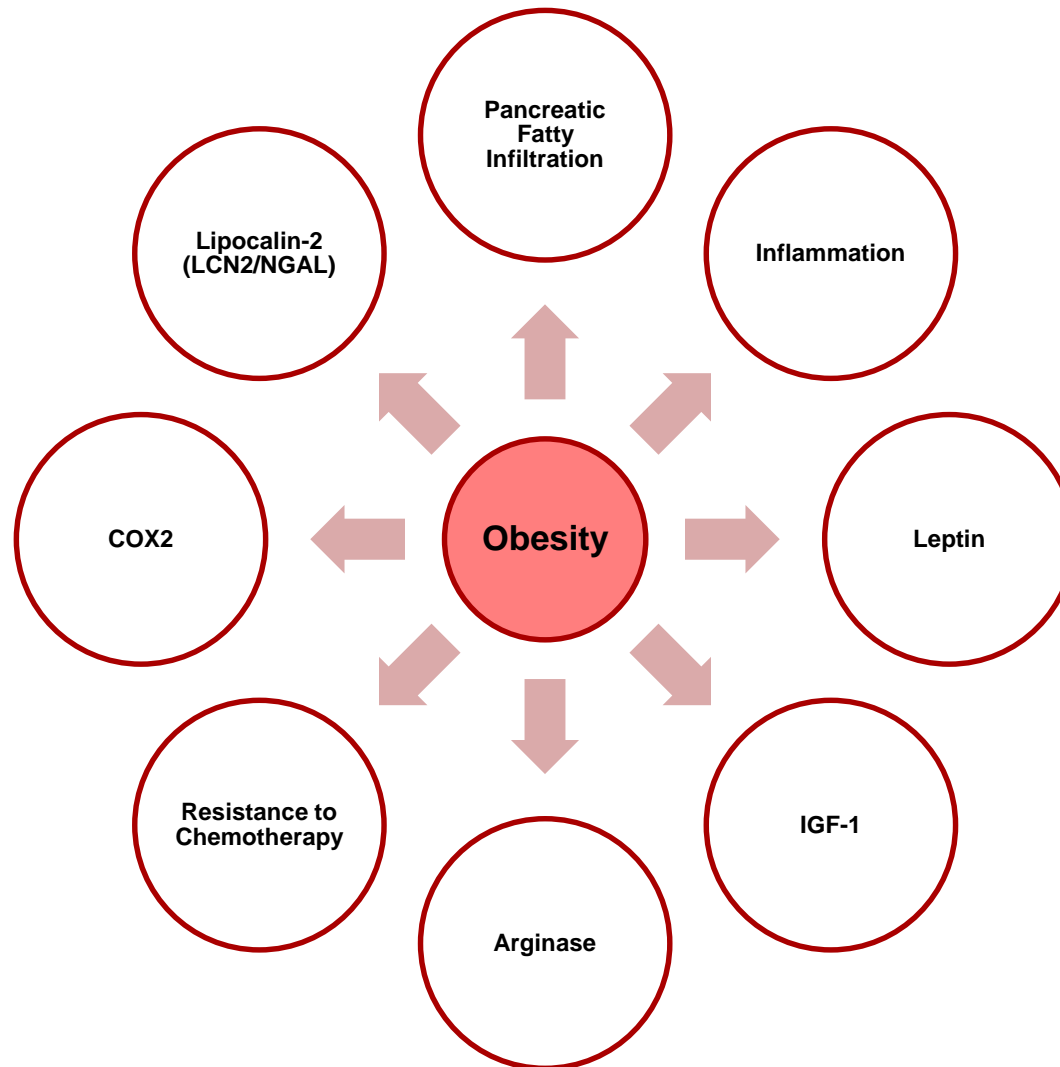 Pancreatic
Fatty
Infiltration
Lipocalin-2
(LCN2/NGAL)
Inflammation
COX2
Obesity
Leptin
Resistance to
Chemotherapy
IGF-1
Arginase